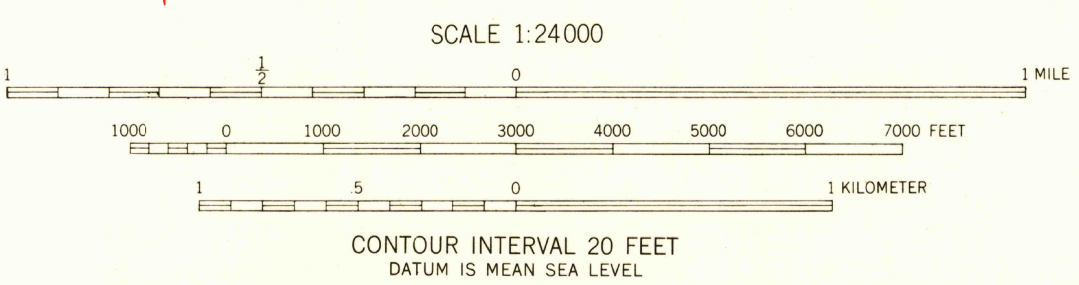 SCALE 1:24000
1 1/2 0 1 MILE
1000 0 1000 2000 3000 4000 5000 6000 7000 FEET
1 .5 0 1 KILOMETER
CONTOUR INTERVAL 20 FEET
DATUM IS MEAN SEA LEVEL